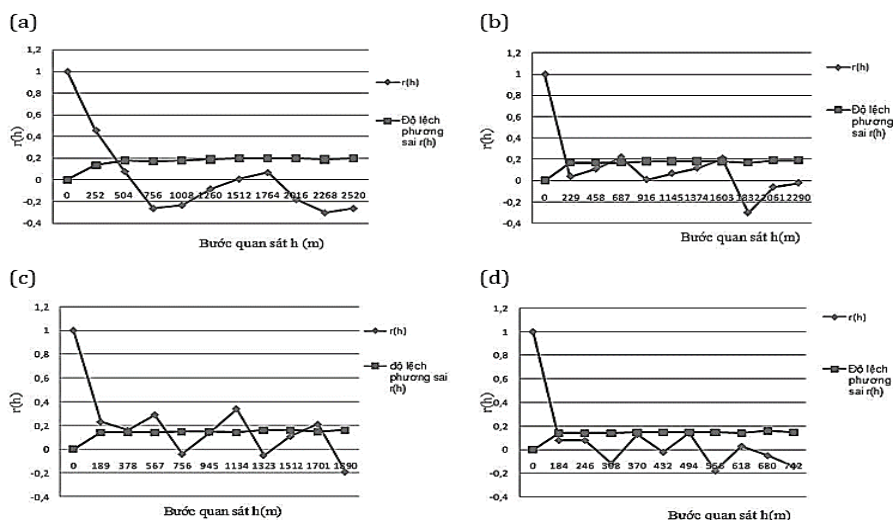 (a)
1,2
1
0,8
0,6
0,4
0,2
0
-0,2
-0,4
r(h)
0 252 504 756 1008 1260 1512 1764 2016 2268 2520
Bước quan sát h (m)
r(h)
Độ lệch
phương sai
r(h)
(b)
1,2
1
0,8
0,6
0,4
0,2
0
-0,2
-0,4
r(h)
0 229 458 687 916 1145 1374 1603 1832 2061 2290
Bước quan sát h(m)
r(h)
Độ lệch
phương sai r(h)
(c)
1,2
1
0,8
0,6
0,4
0,2
0
-0,2
-0,4
r(h)
0 189 378 567 756 945 1134 1323 1512 1701 1890
Bước quan sát h(m)
r(h)
độ lệch
phương sai
r(h)
(d)
1,2
1
0,8
0,6
0,4
0,2
0
-0,2
-0,4
r(h)
0 184 246 308 370 432 494 556 618 680 742
Bước quan sát h(m)
r(h)
Độ lệch
phương sai r(h)